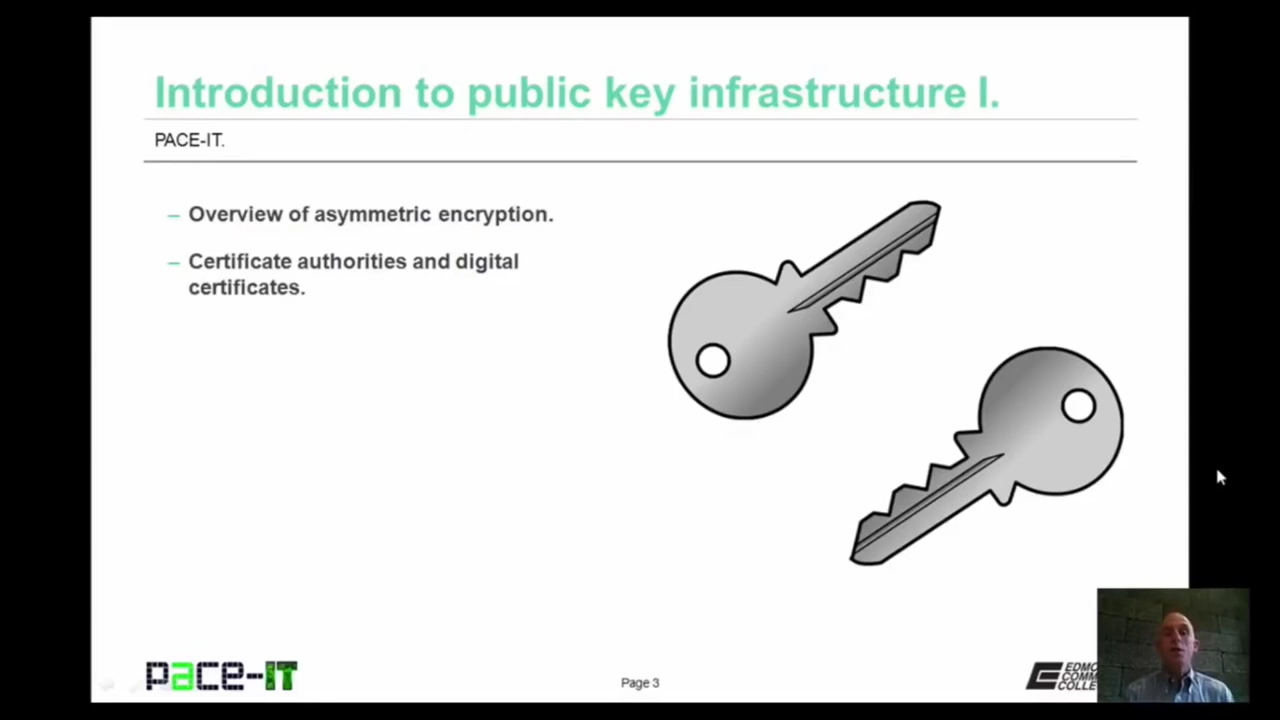 Introduction to public key infrastructure I.
PACE-IT.
– Overview of asymmetric encryption.
– Certificate authorities and digital
certificates.
pace-IT
Page 3